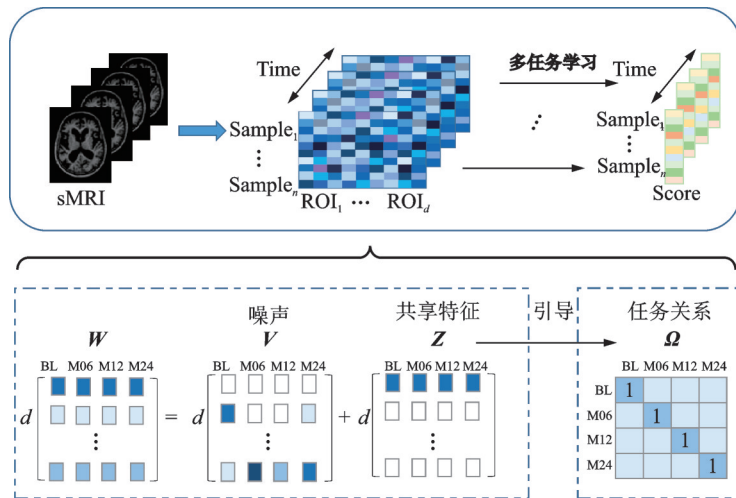 Time 多任务学习 Time
Sample1 Sample1
Samplen Samplen
sMRI ROI1 ··· ROId Score
噪声 共享特征 引导 任务关系
W V Z Ω
BL M06 M12 M24 BL M06 M12 M24 BL M06 M12 M24 BL M06 M12 M24
d = d + d
BL 1
M06 1
M12 1
M24 1